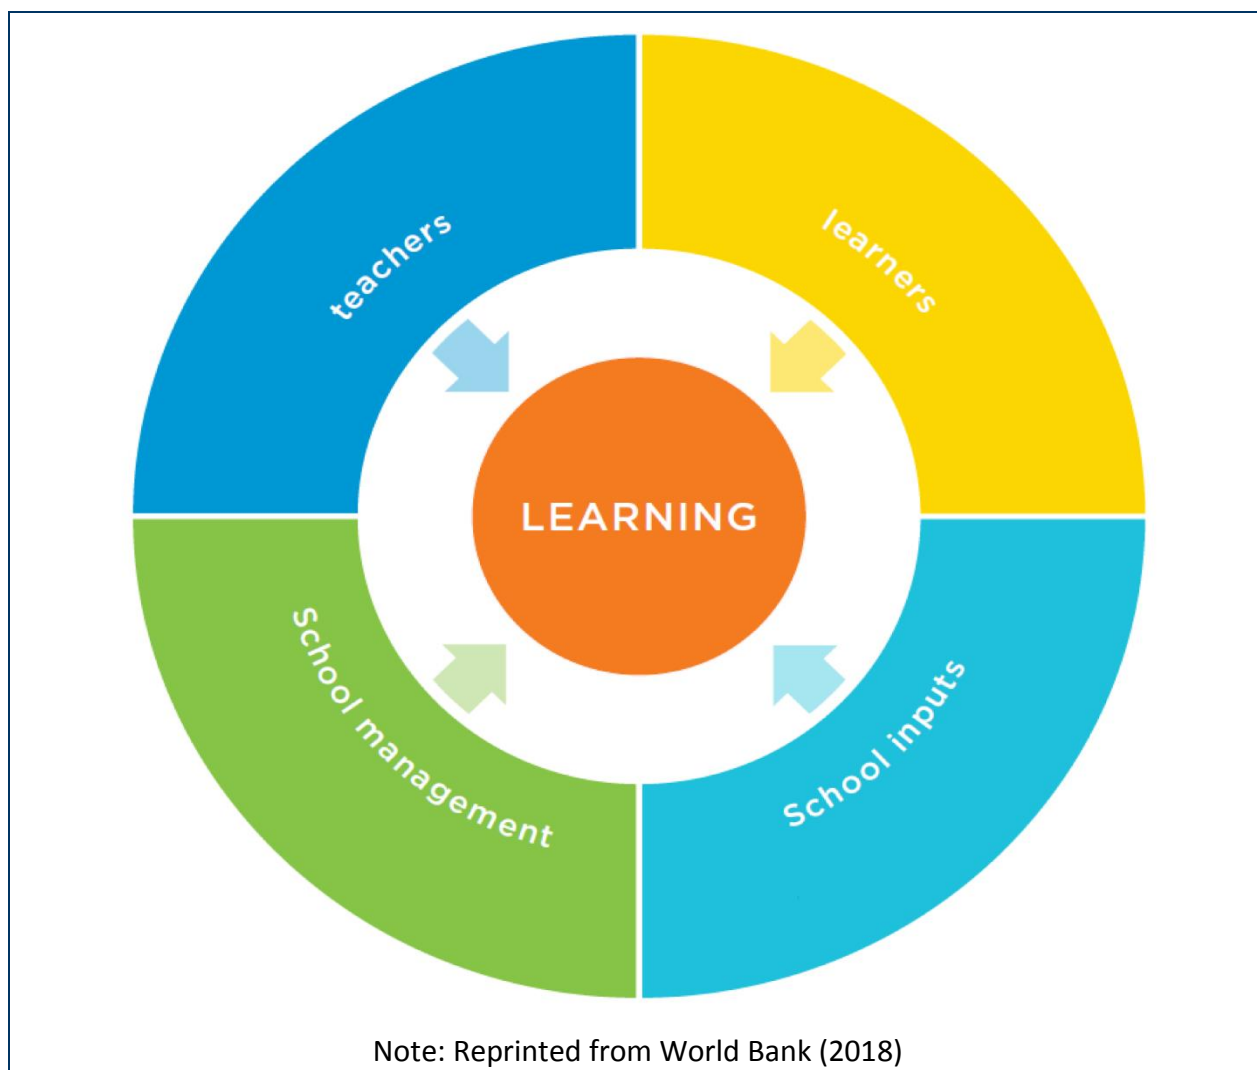 teachers
learners
LEARNING
School management
School inputs
Note: Reprinted from World Bank (2018)